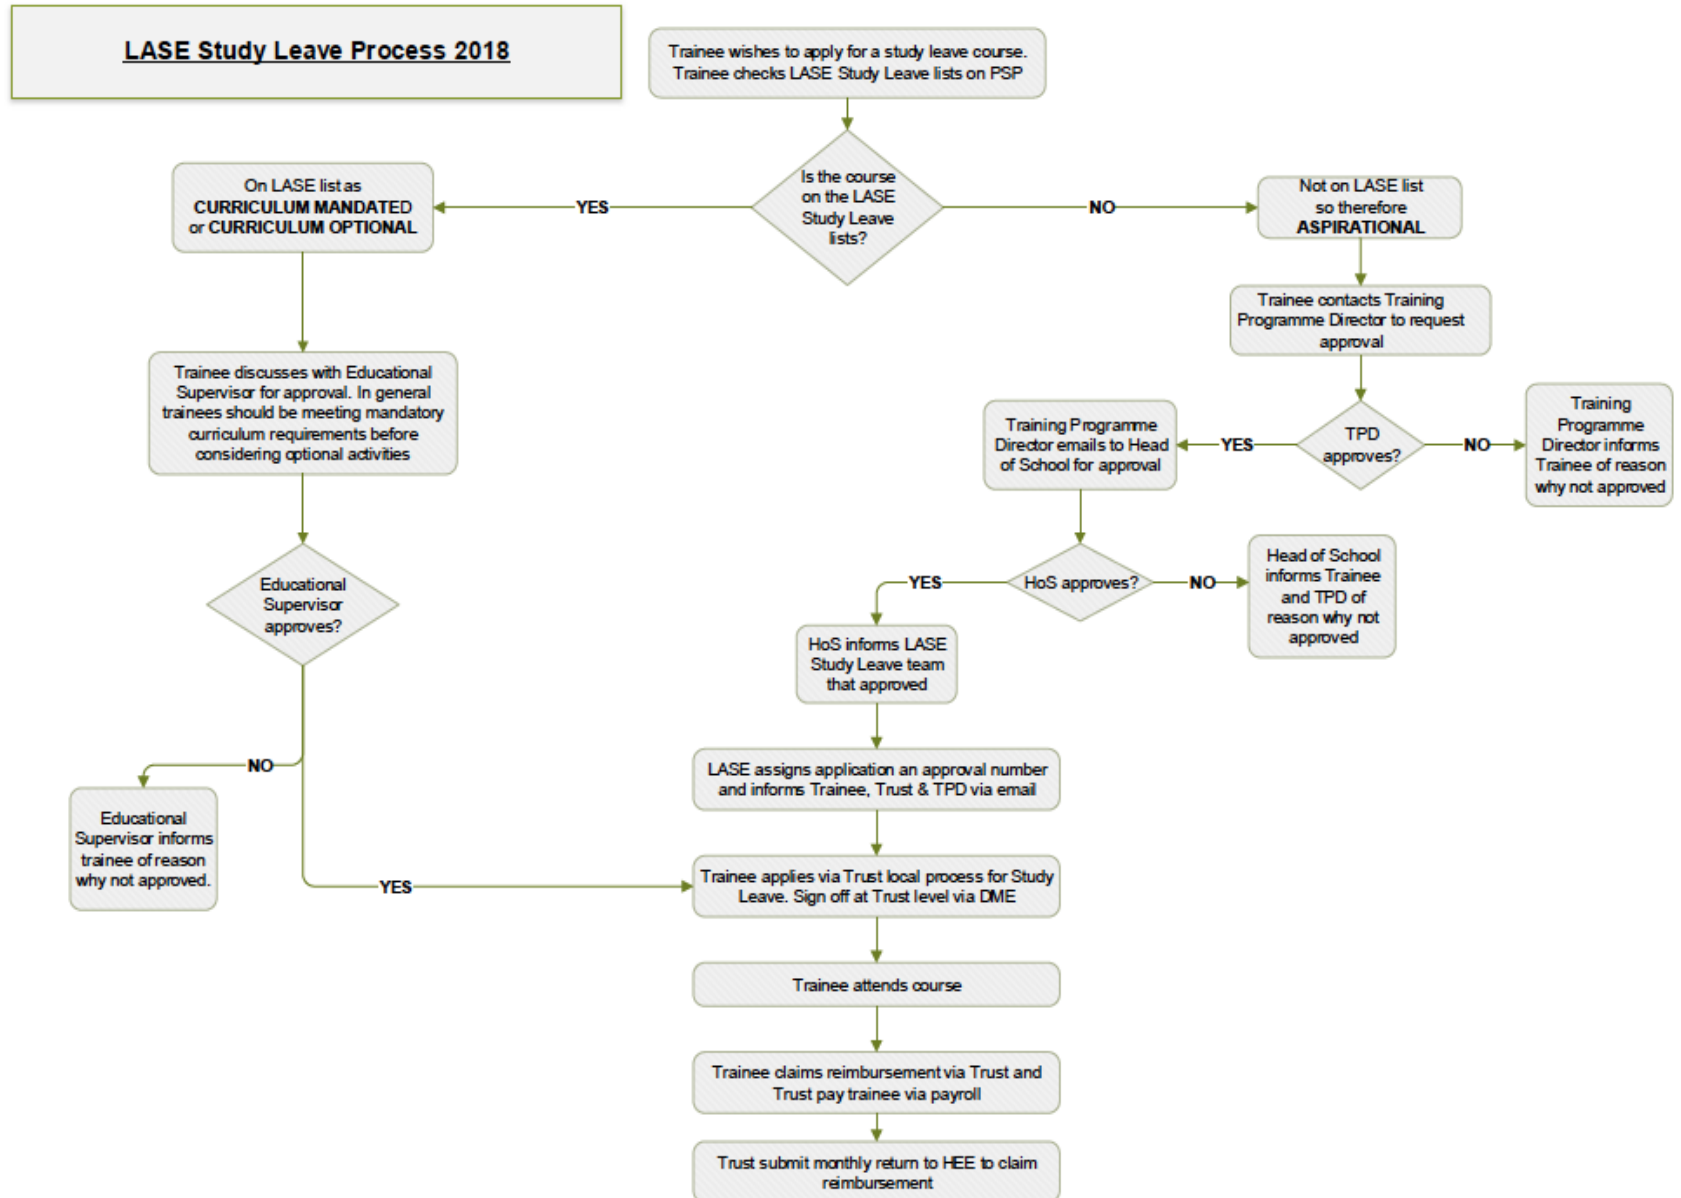 LASE Study Leave Process 2018
Trainee wishes to apply for a study leave course.
Trainee checks LASE Study Leave lists on PSP
Is the course
on the LASE
Study Leave
lists?
YES
NO
On LASE list as
CURRICULUM MANDATED
or CURRICULUM OPTIONAL
Not on LASE list
so therefore
ASPIRATIONAL
Trainee contacts Training
Programme Director to request
approval
Trainee discusses with Educational
Supervisor for approval. In general
trainees should be meeting mandatory
curriculum requirements before
considering optional activities
TPD
approves?
YES
NO
Training Programme
Director emails to Head
of School for approval
Training
Programme
Director informs
Trainee of reason
why not approved
Educational
Supervisor
approves?
HoS approves?
YES
NO
Head of School
informs Trainee
and TPD of
reason why not
approved
HoS informs LASE
Study Leave team
that approved
LASE assigns application an approval number
and informs Trainee, Trust & TPD via email
NO
Educational
Supervisor informs
trainee of reason
why not approved.
YES
Trainee applies via Trust local process for Study
Leave. Sign off at Trust level via DME
Trainee attends course
Trainee claims reimbursement via Trust and
Trust pay trainee via payroll
Trust submit monthly return to HEE to claim
reimbursement